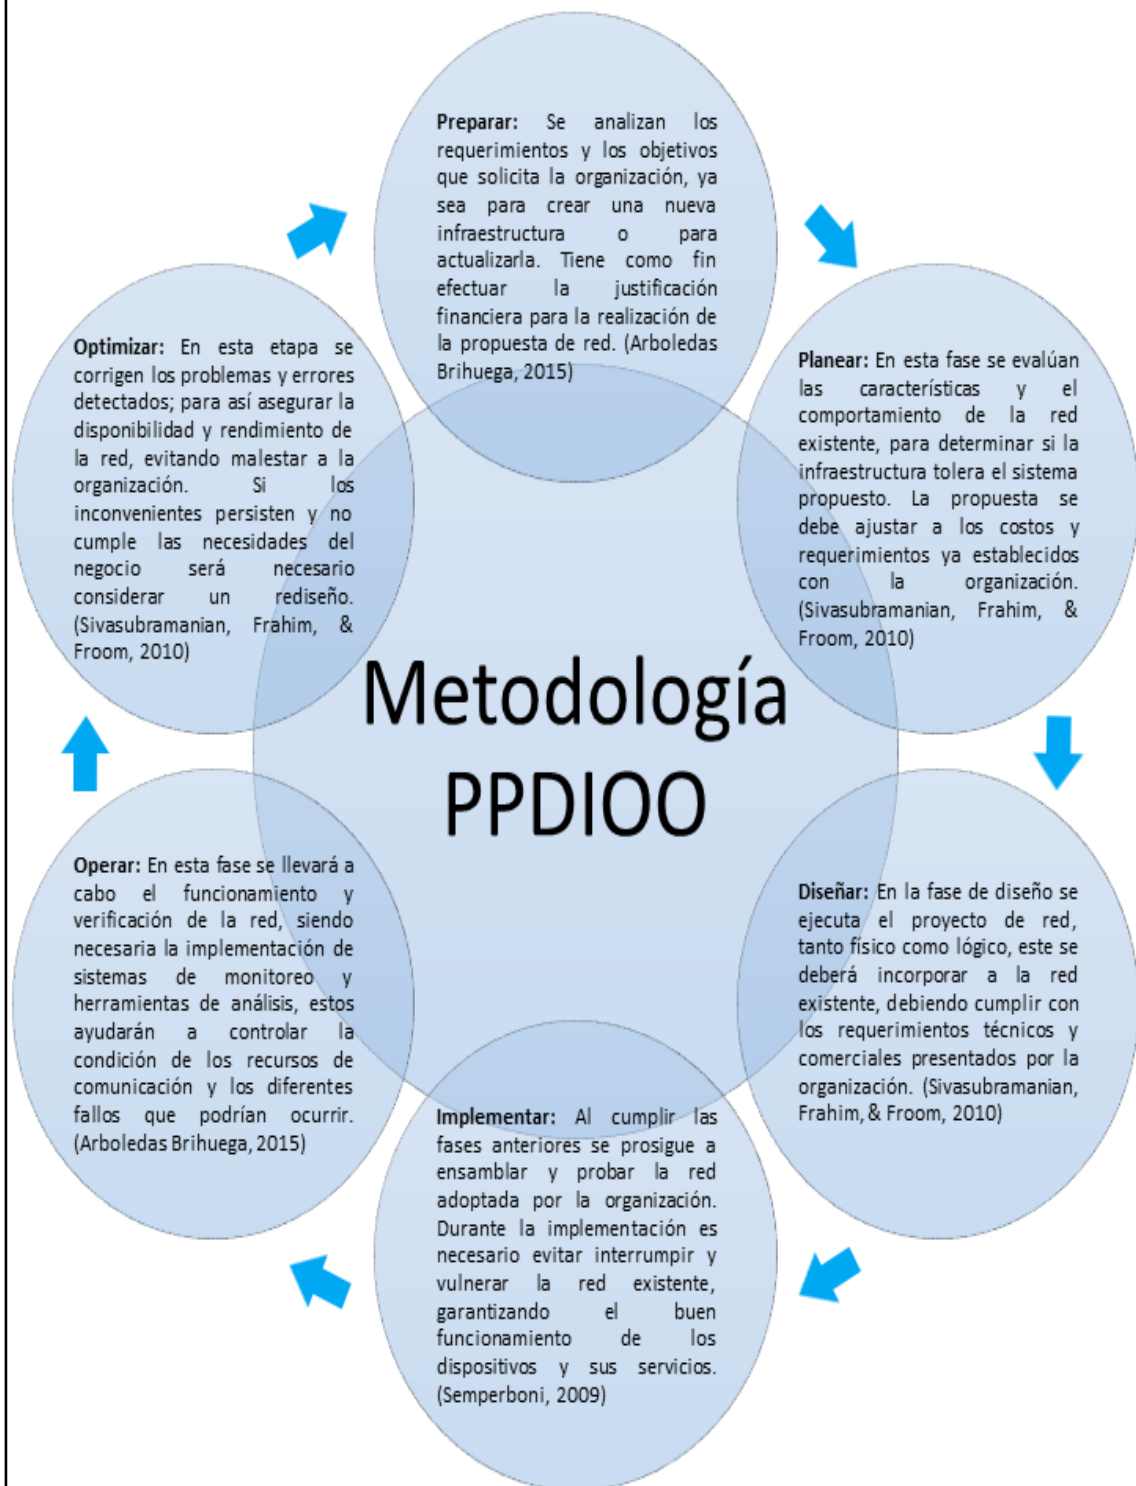 Preparar: Se analizan los
requerimientos y los objetivos
que solicita la organización, ya
sea para crear una nueva
infraestructura o para
actualizarla. Tiene como fin
efectuar la justificación
financiera para la realización de
la propuesta de red. (Arboledas
Brihuega, 2015)
Planear: En esta fase se evalúan
las características y el
comportamiento de la red
existente, para determinar si la
infraestructura tolera el sistema
propuesto. La propuesta se
debe ajustar a los costos y
requerimientos ya establecidos
con la organización.
(Sivasubramanian, Frahim, &
Froom, 2010)
Diseñar: En la fase de diseño se
ejecuta el proyecto de red,
tanto físico como lógico, este se
deberá incorporar a la red
existente, debiendo cumplir con
los requerimientos técnicos y
comerciales presentados por la
organización. (Sivasubramanian,
Frahim, & Froom, 2010)
Implementar: Al cumplir las
fases anteriores se prosigue a
ensamblar y probar la red
adoptada por la organización.
Durante la implementación es
necesario evitar interrumpir y
vulnerar la red existente,
garantizando el buen
funcionamiento de los
dispositivos y sus servicios.
(Semperboni, 2009)
Operar: En esta fase se llevará a
cabo el funcionamiento y
verificación de la red, siendo
necesaria la implementación de
sistemas de monitoreo y
herramientas de análisis, estos
ayudarán a controlar la
condición de los recursos de
comunicación y los diferentes
fallos que podrían ocurrir.
(Arboledas Brihuega, 2015)
Optimizar: En esta etapa se
corrigen los problemas y errores
detectados; para así asegurar la
disponibilidad y rendimiento de
la red, evitando malestar a la
organización. Si los
inconvenientes persisten y no
cumple las necesidades del
negocio será necesario
considerar un rediseño.
(Sivasubramanian, Frahim, &
Froom, 2010)
Metodología
PPDIOO